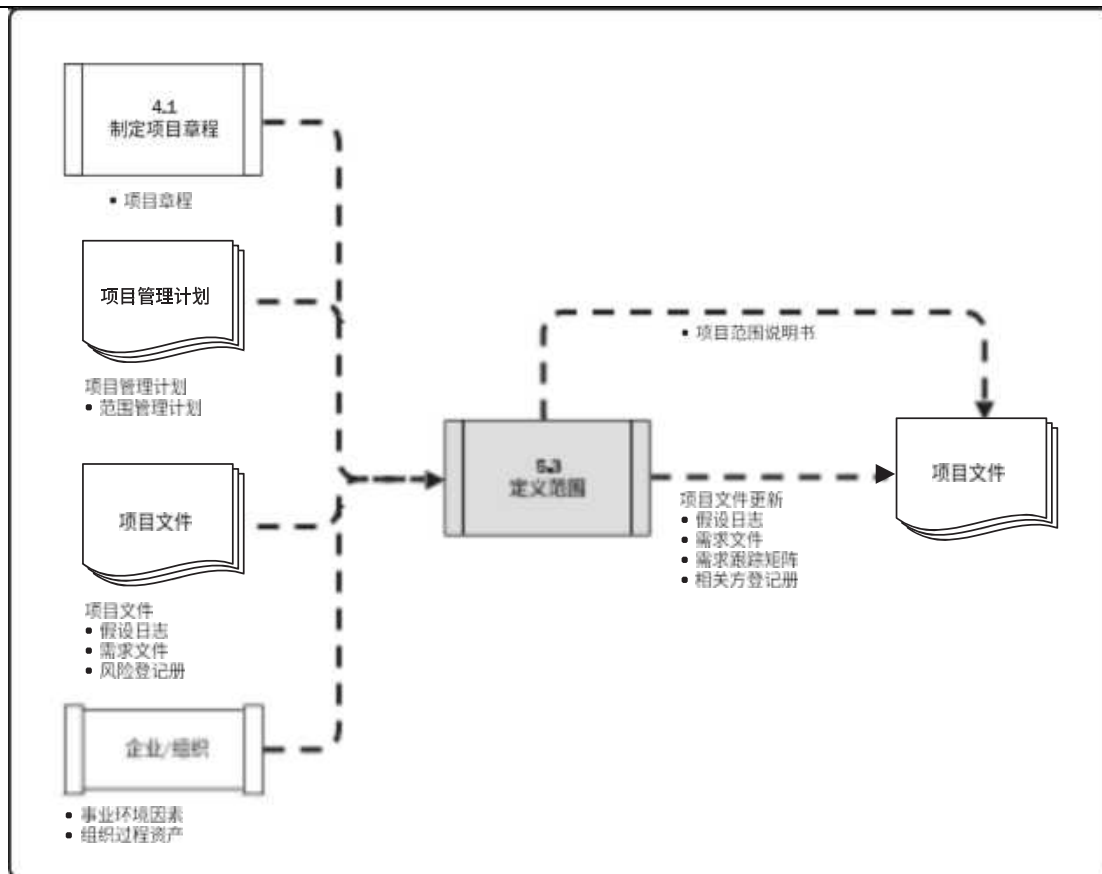 4.1
制定项目章程
• 项目章程
项目管理计划
项目管理计划
• 范围管理计划
项目文件
项目文件
• 假设日志
• 需求文件
• 风险登记册
企业/组织
• 事业环境因素
• 组织过程资产
5.3
定义范围
• 项目范围说明书
项目文件更新
• 假设日志
• 需求文件
• 需求跟踪矩阵
• 相关方登记册
项目文件